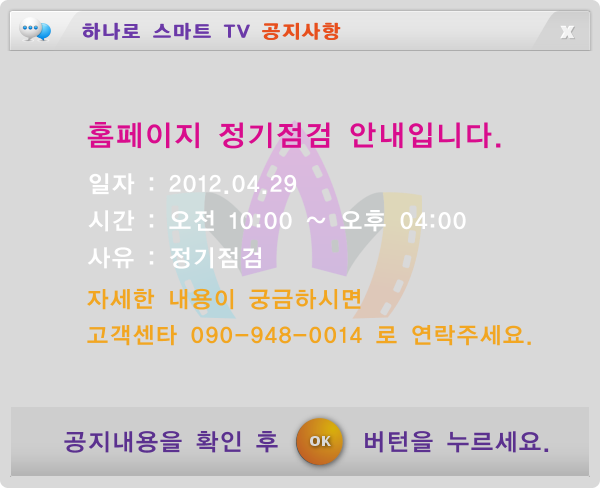 하나로 스마트 TV 공지사항
X
홈페이지 정기점검 안내입니다.
일자 : 2012.04.29
시간 : 오전 10:00 ~ 오후 04:00
사유 : 정기점검
자세한 내용이 궁금하시면
고객센타 090-948-0014 로 연락주세요.
공지내용을 확인 후 OK 버턴을 누르세요.